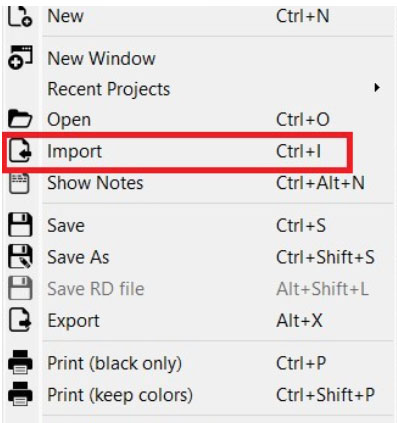 New Ctrl+N
New Window
Recent Projects
Open Ctrl+O
Import Ctrl+I
Show Notes Ctrl+Alt+N
Save Ctrl+S
Save As Ctrl+Shift+S
Save RD file Alt+Shift+L
Export Alt+X
Print (black only) Ctrl+P
Print (keep colors) Ctrl+Shift+P